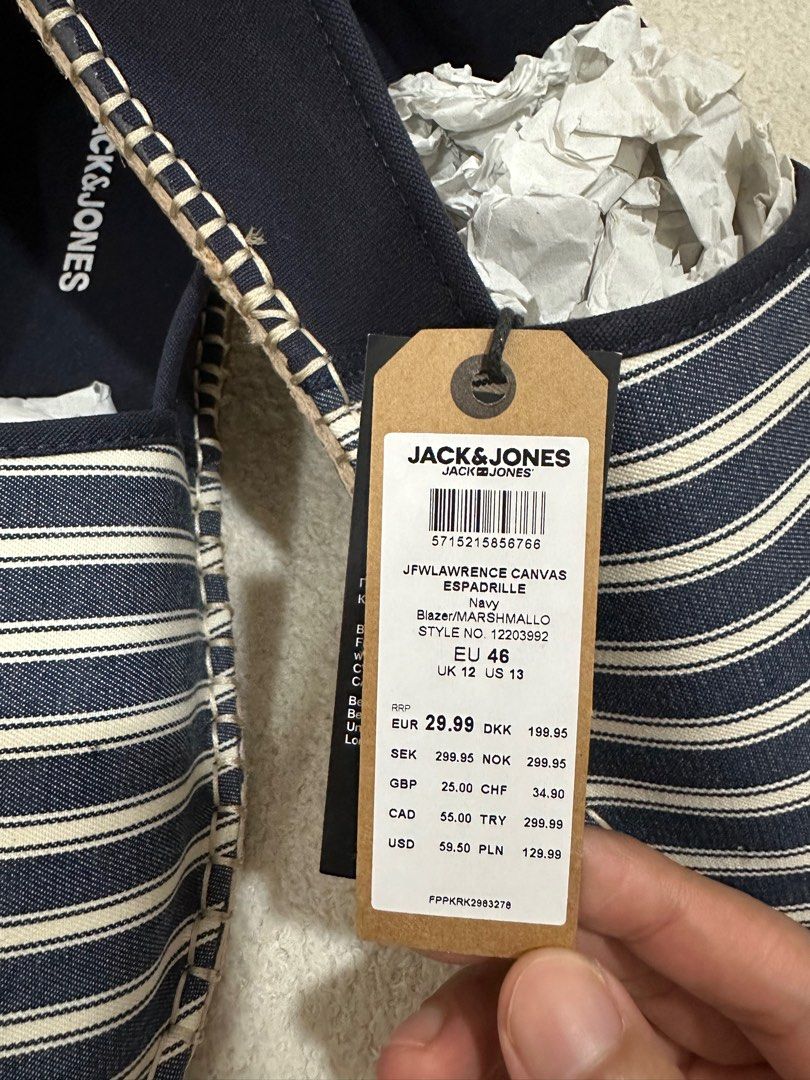 JACK&JONES
JACK&JONES
JACK JONES
5715215856766
JFWLAWRENCE CANVAS
ESPADRILLE
Navy
Blazer/MARSHMALLO
STYLE NO. 12203992
EU 46
UK 12 US 13
RRP
EUR 29.99 DKK 199.95
SEK 299.95 NOK 299.95
GBP 25.00 CHF 34.90
CAD 55.00 TRY 299.99
USD 59.50 PLN 129.99
FPPKRK2983278